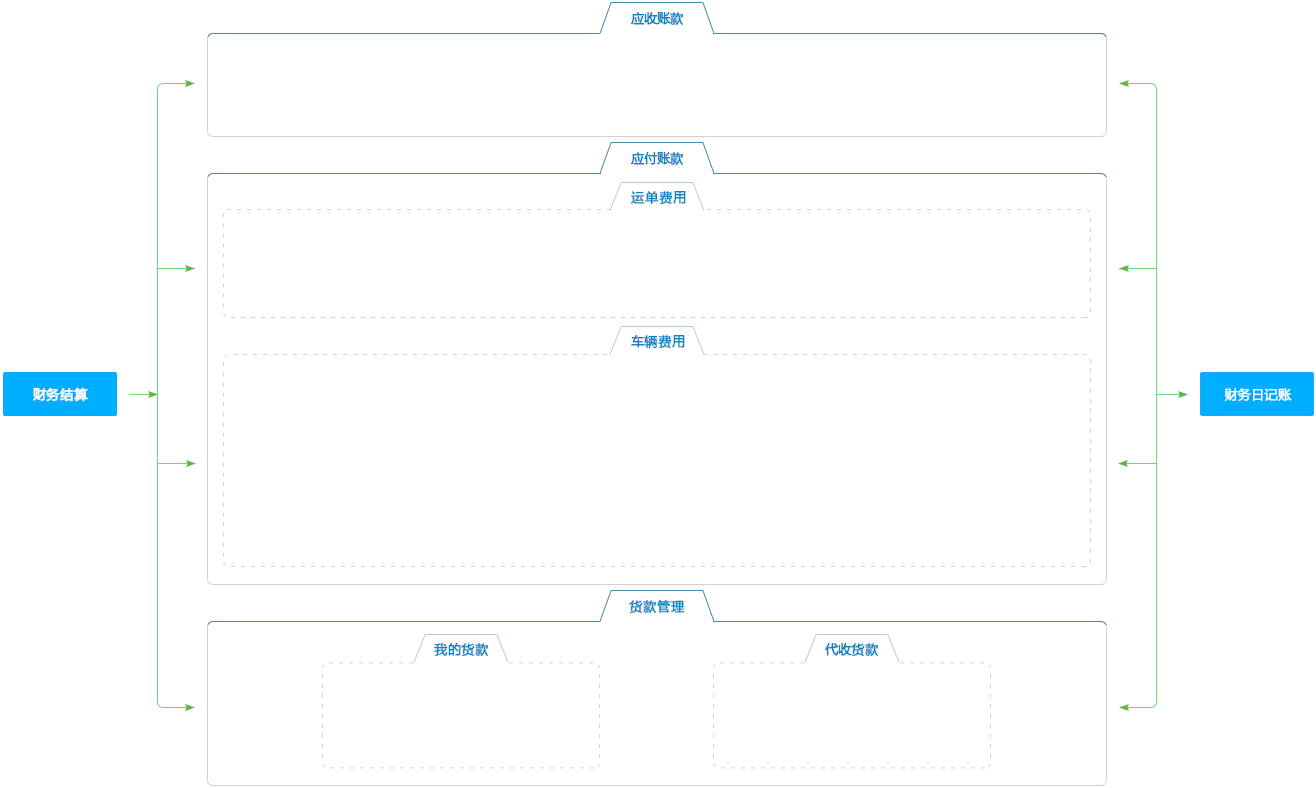 应收账款
应付账款
运单费用
车辆费用
财务结算
财务日记账
货款管理
我的货款
代收货款